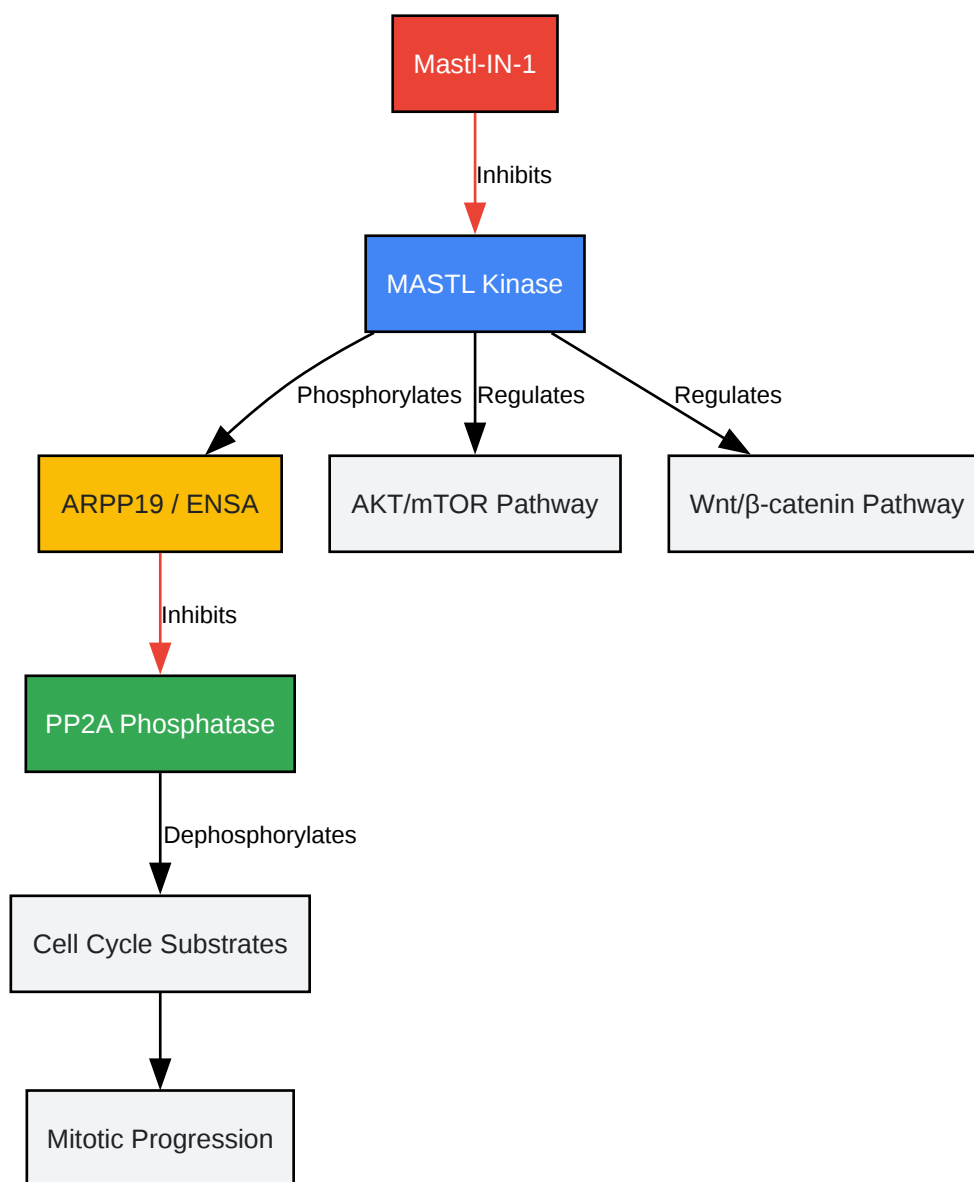 Mastl-IN-1
Inhibits
MASTL Kinase
Phosphorylates
Regulates
Regulates
ARPP19 / ENSA
AKT/mTOR Pathway
Wnt/β-catenin Pathway
Inhibits
PP2A Phosphatase
Dephosphorylates
Cell Cycle Substrates
Mitotic Progression